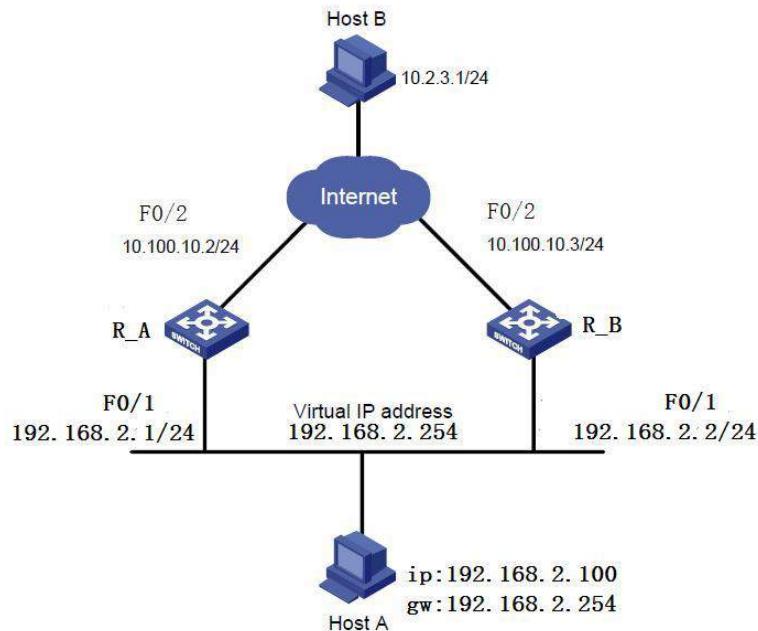 Host B
10.2.3.1/24
Internet
F0/2
10.100.10.2/24
F0/2
10.100.10.3/24
R_A
SWITCH
R_B
SWITCH
F0/1
192.168.2.1/24
Virtual IP address
192.168.2.254
F0/1
192.168.2.2/24
ip:192.168.2.100
gw:192.168.2.254
Host A